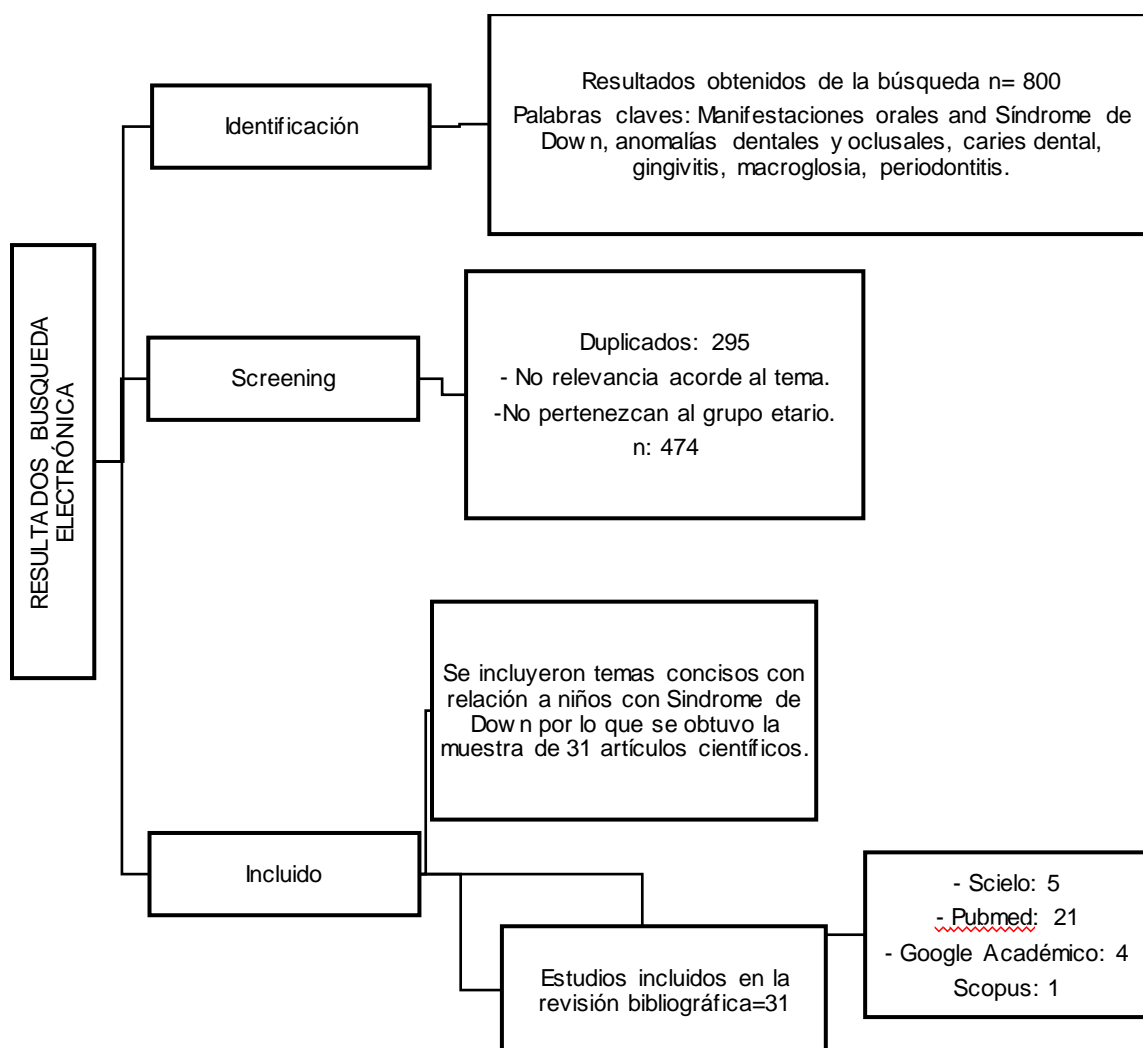 RESULTADOS BUSQUEDA
ELECTRÓNICA
Identificación
Resultados obtenidos de la búsqueda n= 800
Palabras claves: Manifestaciones orales and Síndrome de
Down, anomalías dentales y oclusales, caries dental,
gingivitis, macroglosia, periodontitis.
Screening
Duplicados: 295
- No relevancia acorde al tema.
-No pertenezcan al grupo etario.
n: 474
Incluido
Se incluyeron temas concisos con
relación a niños con Sindrome de
Down por lo que se obtuvo la
muestra de 31 artículos científicos.
Estudios incluidos en la
revisión bibliográfica=31
- Scielo: 5
- Pubmed: 21
- Google Académico: 4
Scopus: 1